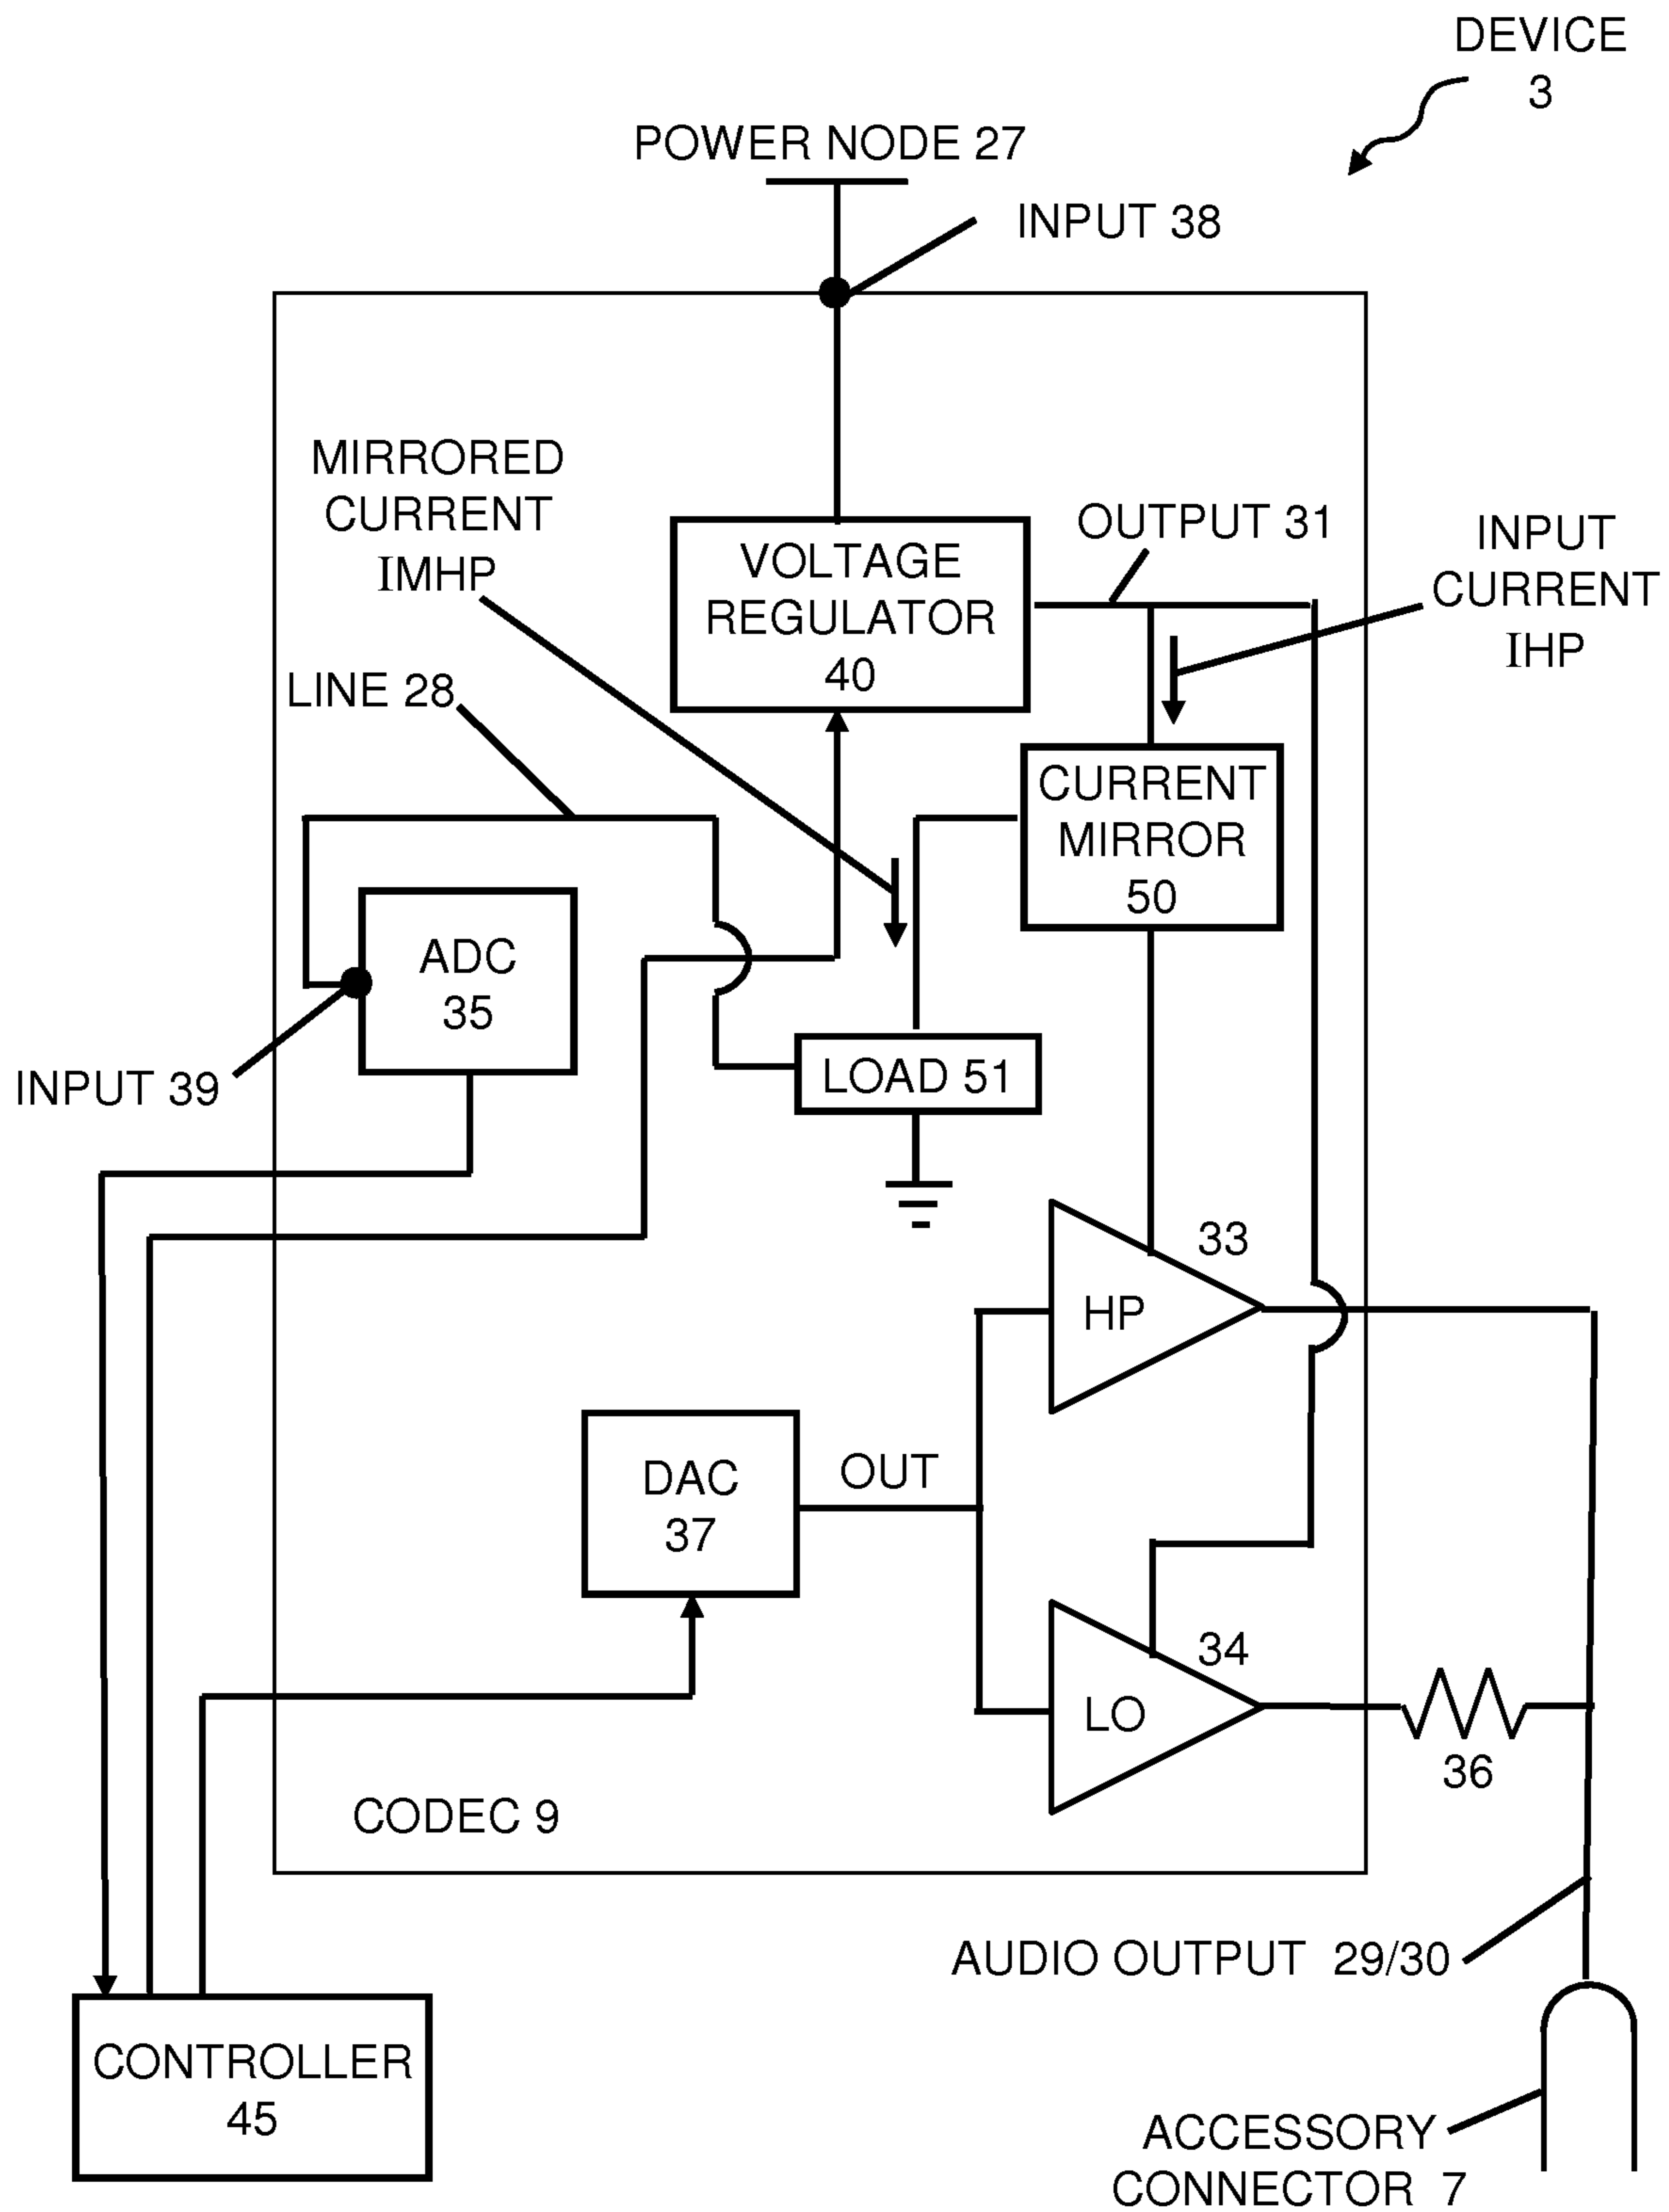 DEVICE
3
POWER NODE 27
INPUT 38
MIRRORED
CURRENT
IMHP
OUTPUT 31
INPUT
CURRENT
IHP
VOLTAGE
REGULATOR
40
LINE 28
CURRENT
MIRROR
50
ADC
35
INPUT 39
LOAD 51
33
HP
DAC
37
OUT
34
LO
36
CODEC 9
AUDIO OUTPUT 29/30
CONTROLLER
45
ACCESSORY
CONNECTOR 7